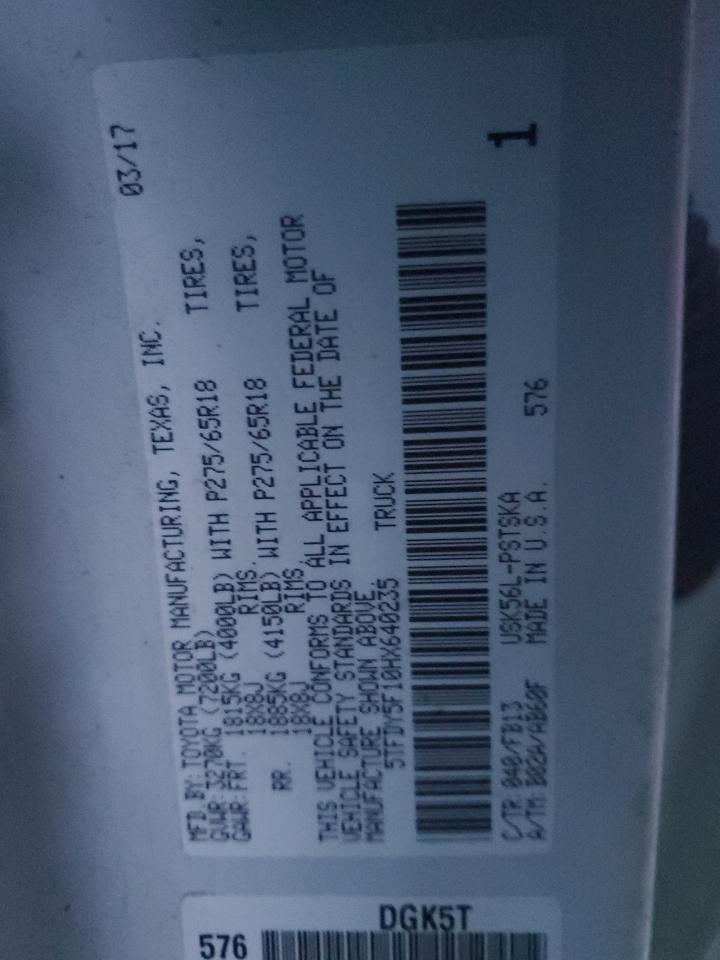 MFD. BY: TOYOTA MOTOR MANUFACTURING, TEXAS, INC. 03/17
GVWR: 3270KG (7200LB)
GAWR: FRT. 1815KG (4000LB) WITH P275/65R18 TIRES,
18X8J RIMS.
RR. 1885KG (4150LB) WITH P275/65R18 TIRES,
18X8J RIMS.
THIS VEHICLE CONFORMS TO ALL APPLICABLE FEDERAL MOTOR
VEHICLE SAFETY STANDARDS IN EFFECT ON THE DATE OF
MANUFACTURE SHOWN ABOVE.
5TFDY5F10HX640235 TRUCK
1
C/TR: 040/FB13 USK56L-PSTSKA
A/TM: B02A/AB60F MADE IN U.S.A. 576
576 DGK5T